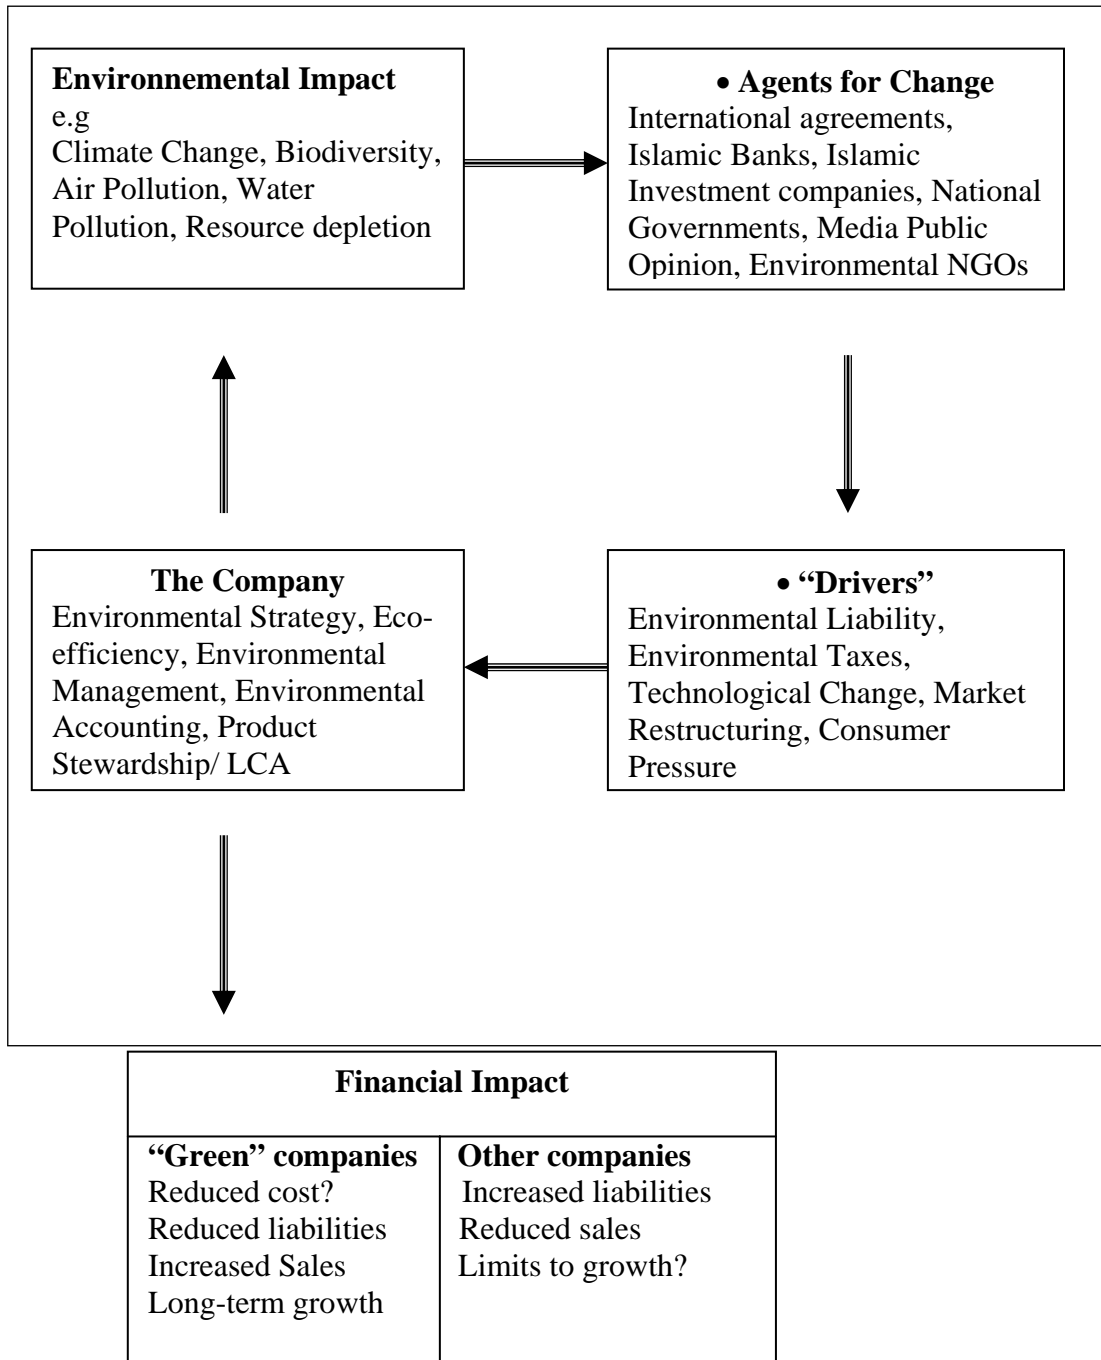 Environnemental Impact
e.g
Climate Change, Biodiversity,
Air Pollution, Water
Pollution, Resource depletion
• Agents for Change
International agreements,
Islamic Banks, Islamic
Investment companies, National
Governments, Media Public
Opinion, Environmental NGOs
The Company
Environmental Strategy, Eco-
efficiency, Environmental
Management, Environmental
Accounting, Product
Stewardship/ LCA
• “Drivers”
Environmental Liability,
Environmental Taxes,
Technological Change, Market
Restructuring, Consumer
Pressure
Financial Impact
“Green” companies
Reduced cost?
Reduced liabilities
Increased Sales
Long-term growth
Other companies
Increased liabilities
Reduced sales
Limits to growth?